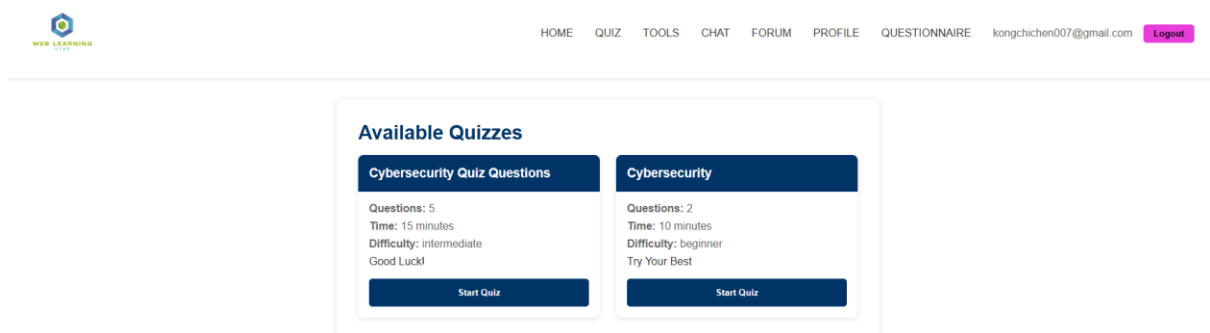 WEB LEARNING
UTAR
HOME QUIZ TOOLS CHAT FORUM PROFILE QUESTIONNAIRE kongchichen007@gmail.com Logout
Available Quizzes
Cybersecurity Quiz Questions
Questions: 5
Time: 15 minutes
Difficulty: intermediate
Good Luck!
Start Quiz
Cybersecurity
Questions: 2
Time: 10 minutes
Difficulty: beginner
Try Your Best
Start Quiz